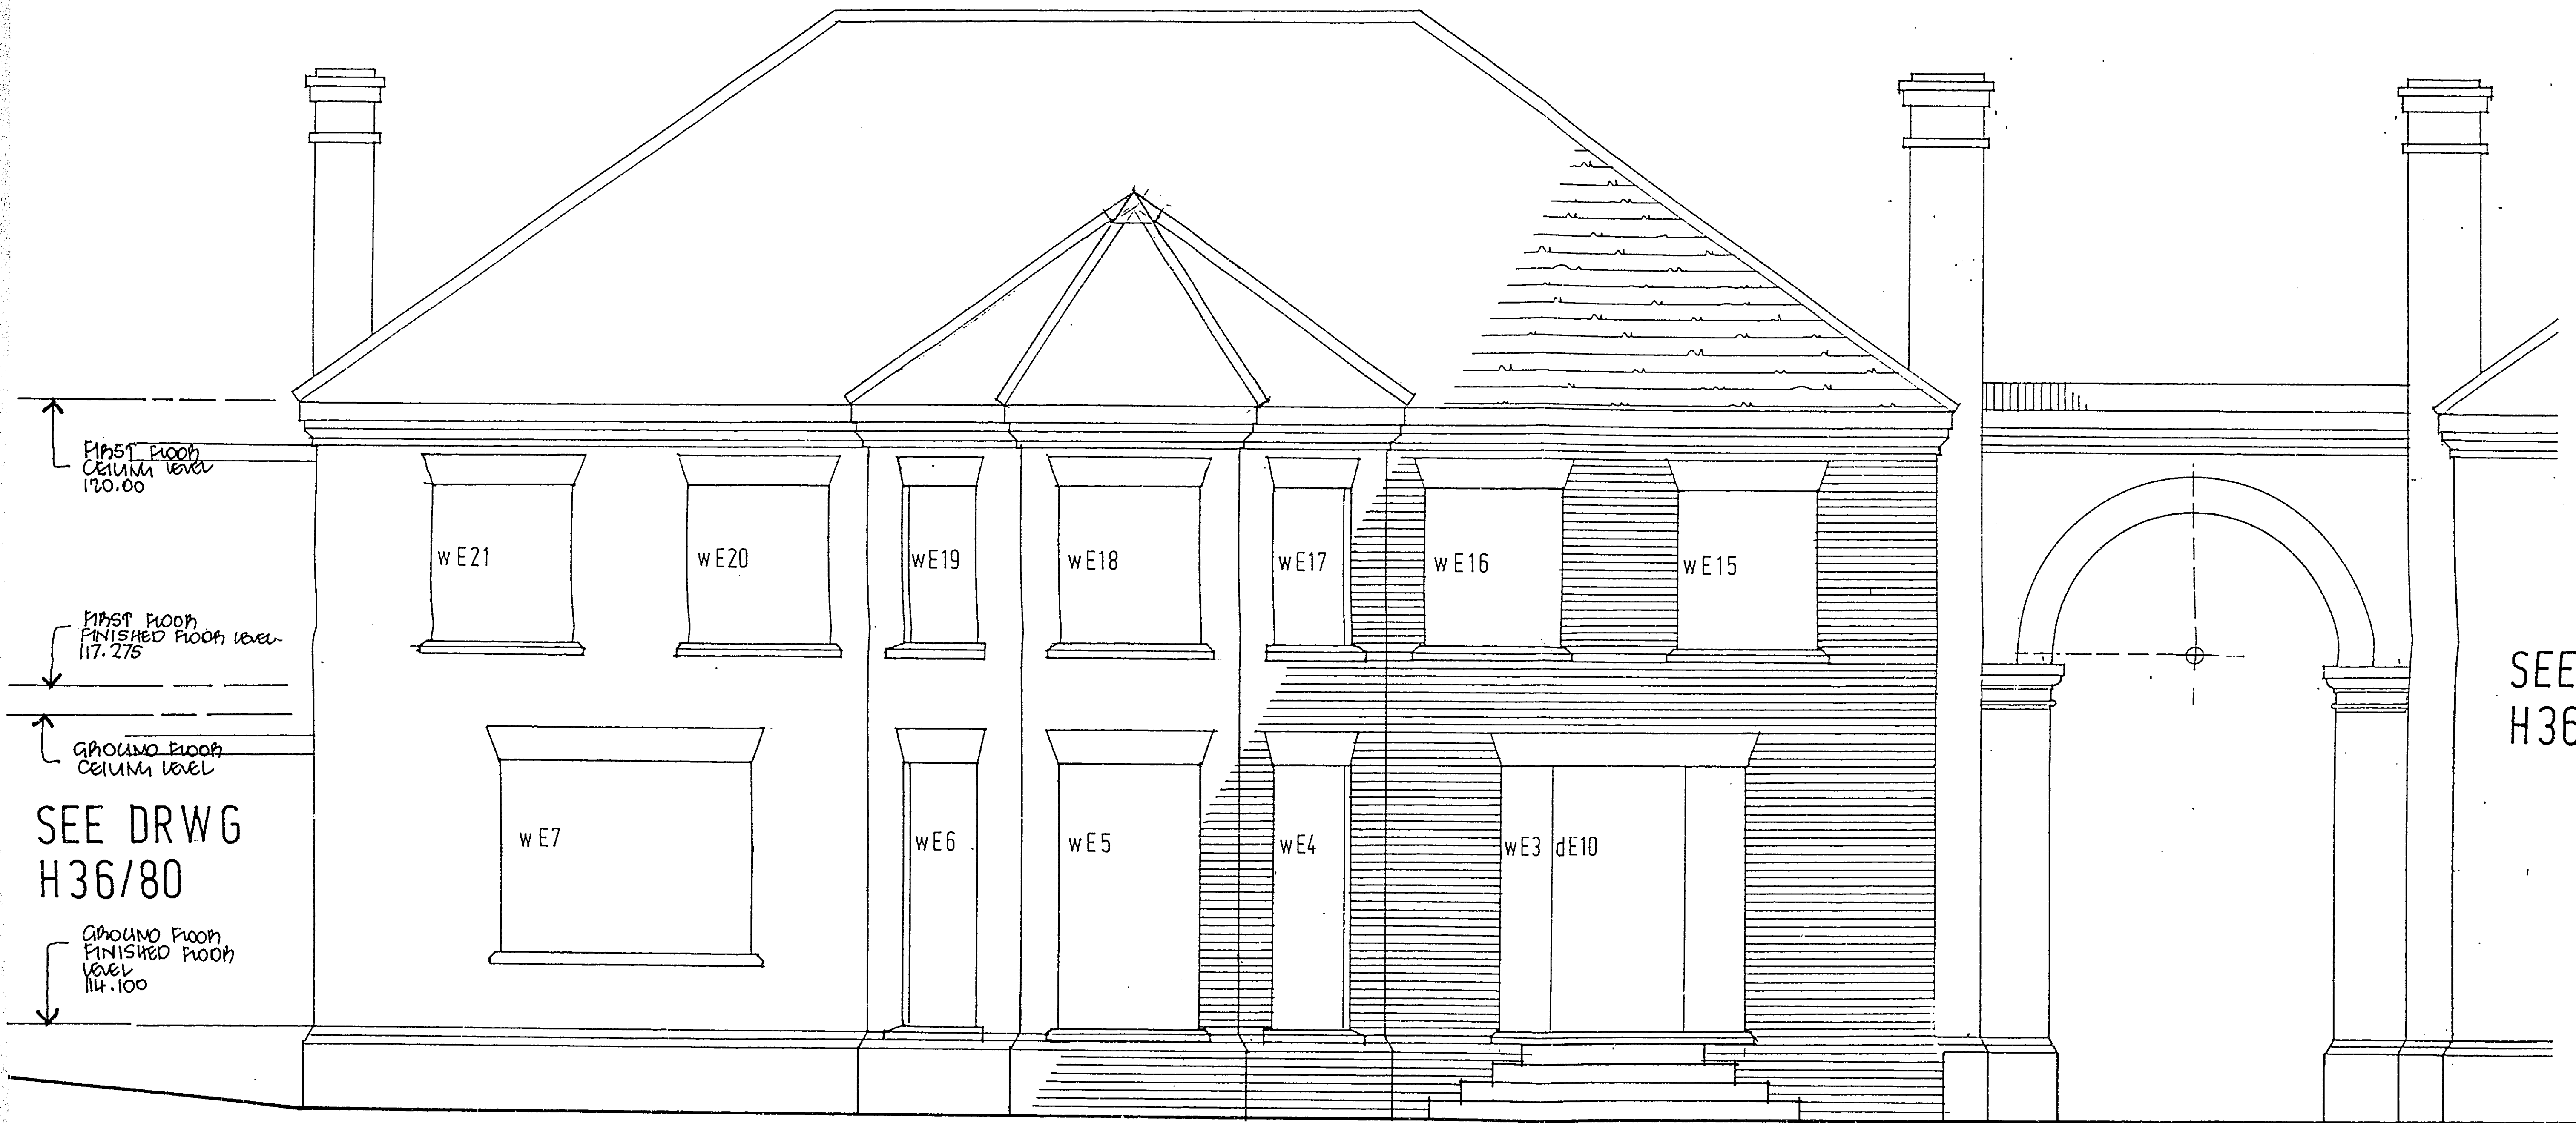 FIRST FLOOR
CEILING LEVEL
120.00
wE21
wE20
wE19
wE18
wE17
wE16
wE15
FIRST FLOOR
FINISHED FLOOR LEVEL
117.275
SEE
H36
GROUND FLOOR
CEILING LEVEL
SEE DRWG
H36/80
wE7
wE6
wE5
wE4
wE3 dE10
GROUND FLOOR
FINISHED FLOOR
LEVEL
114.100